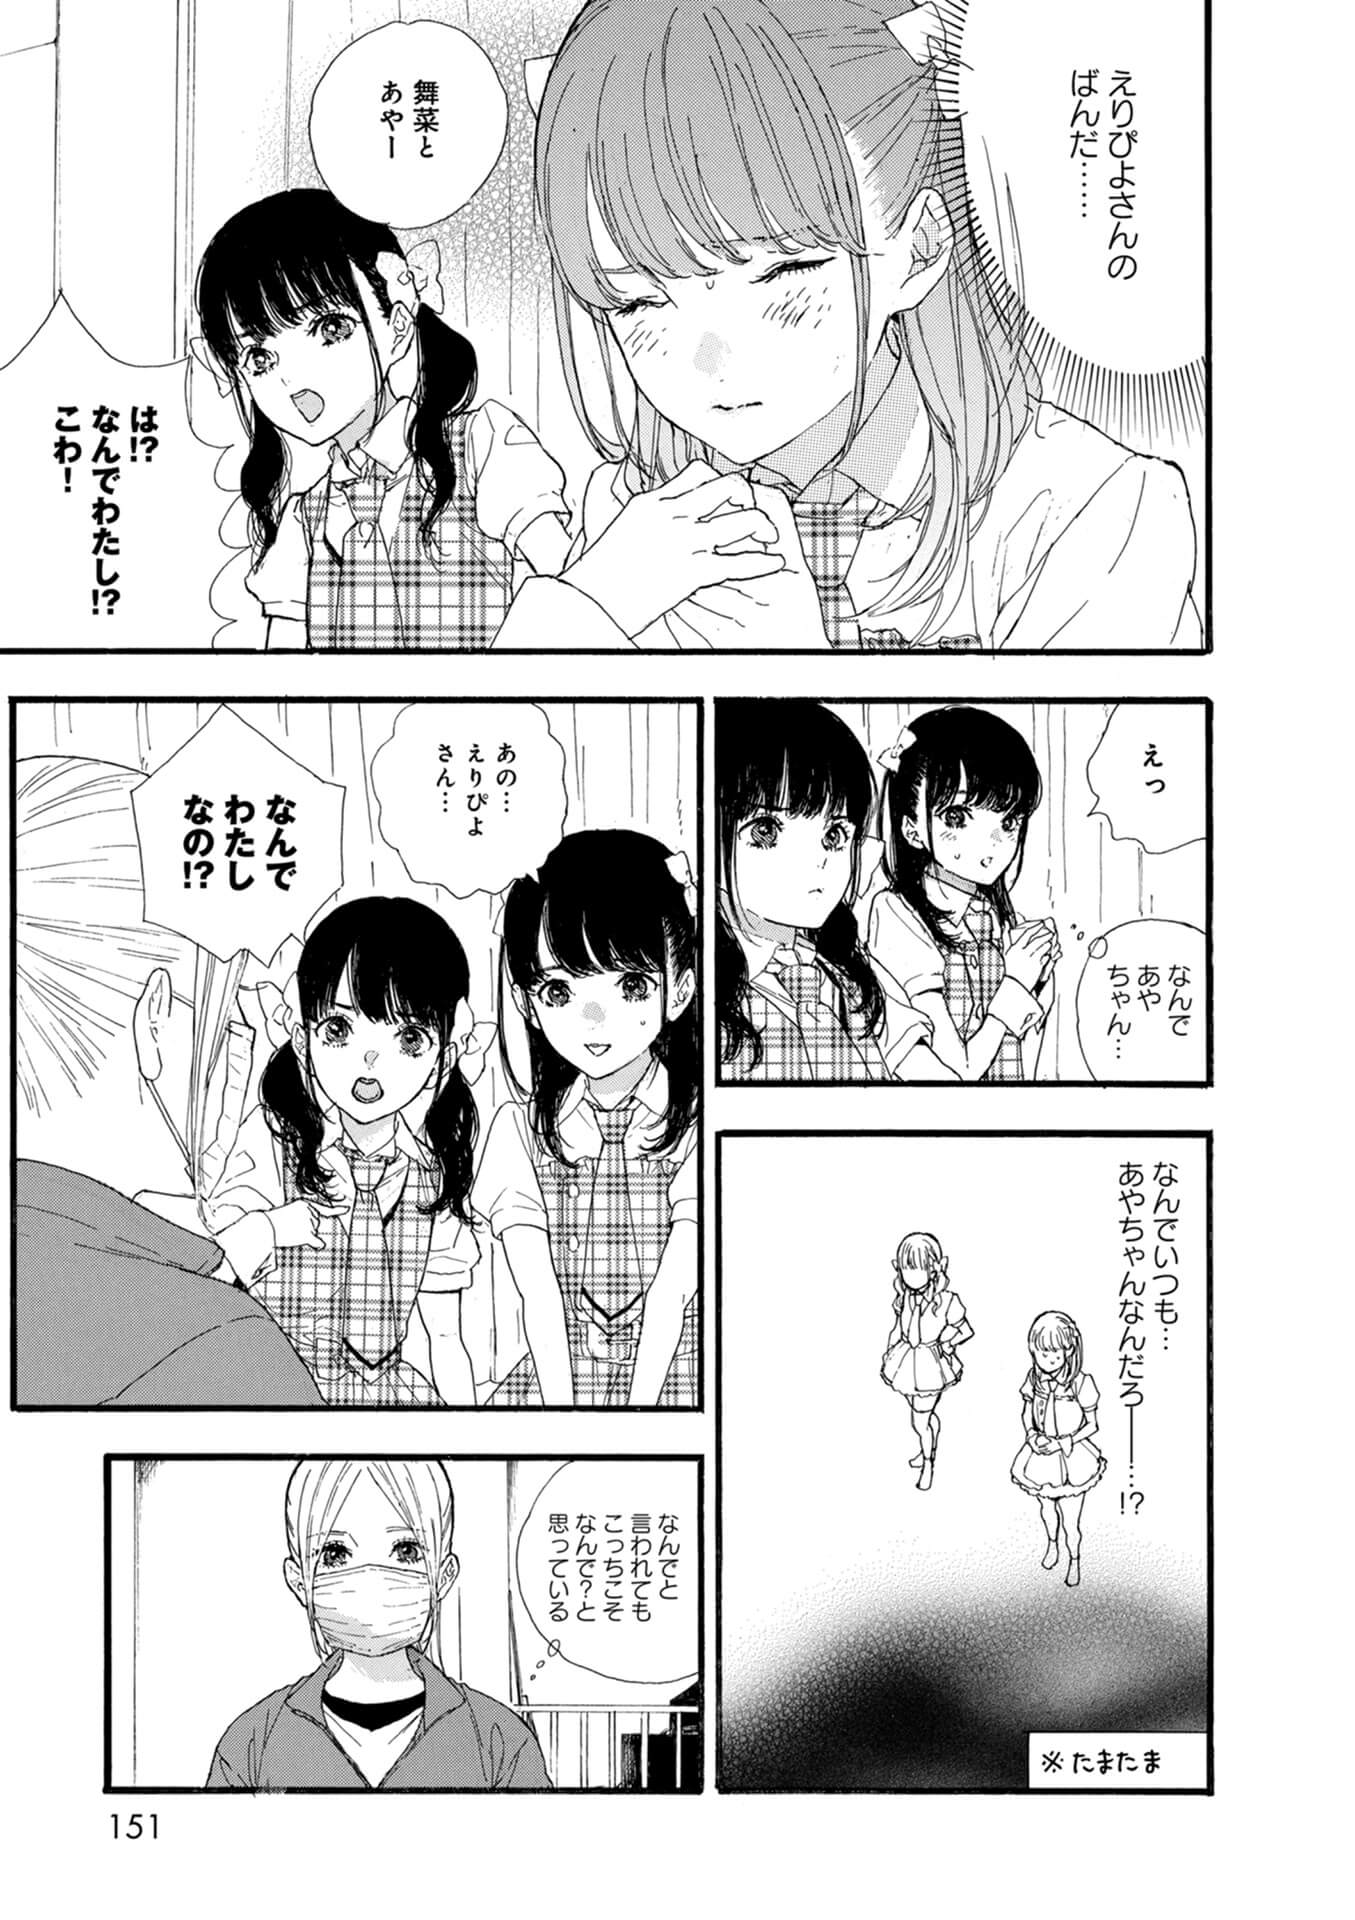 えりぴよさんの
ばんだ……
舞菜と
あやー
は!?
なんでわたし!?
こわ！
えっ
なんで
あや
ちゃん…
あの…
えりぴよ
さん…
なんで
わたし
なの!?
なんでいつも…
あやちゃんなんだろ――…!?
※たまたま
なんでと
言われても
こっちこそ
なんで？と
思っている
151